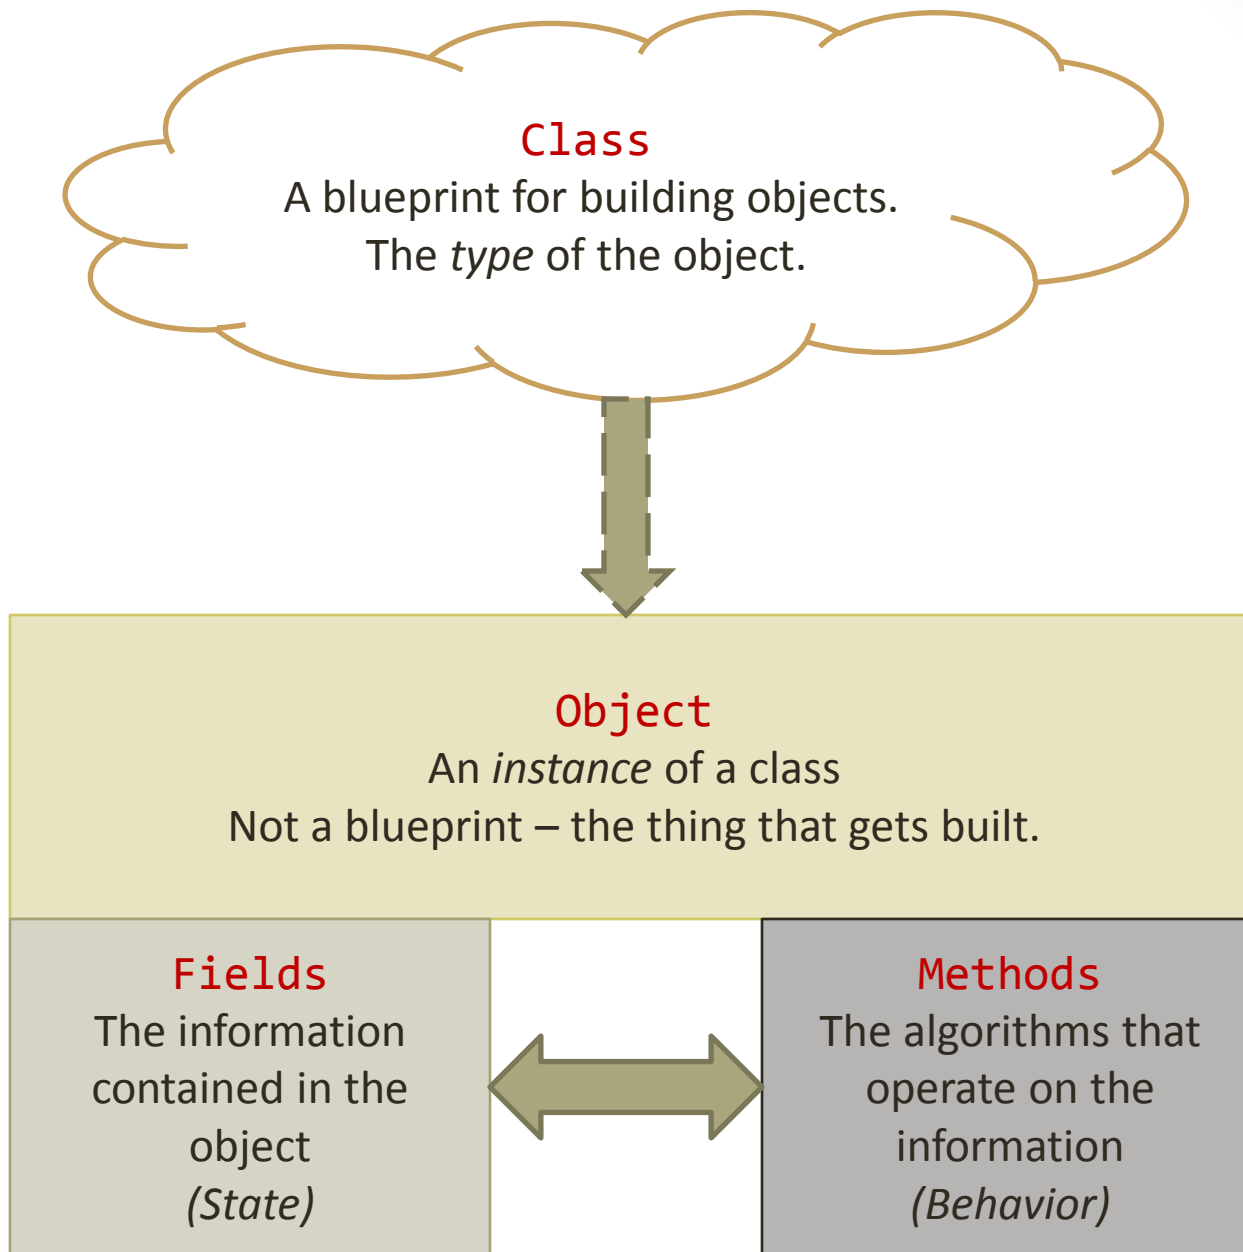 Class
A blueprint for building objects.
The type of the object.
Object
An instance of a class
Not a blueprint – the thing that gets built.
Fields
The information
contained in the
object
(State)
Methods
The algorithms that
operate on the
information
(Behavior)